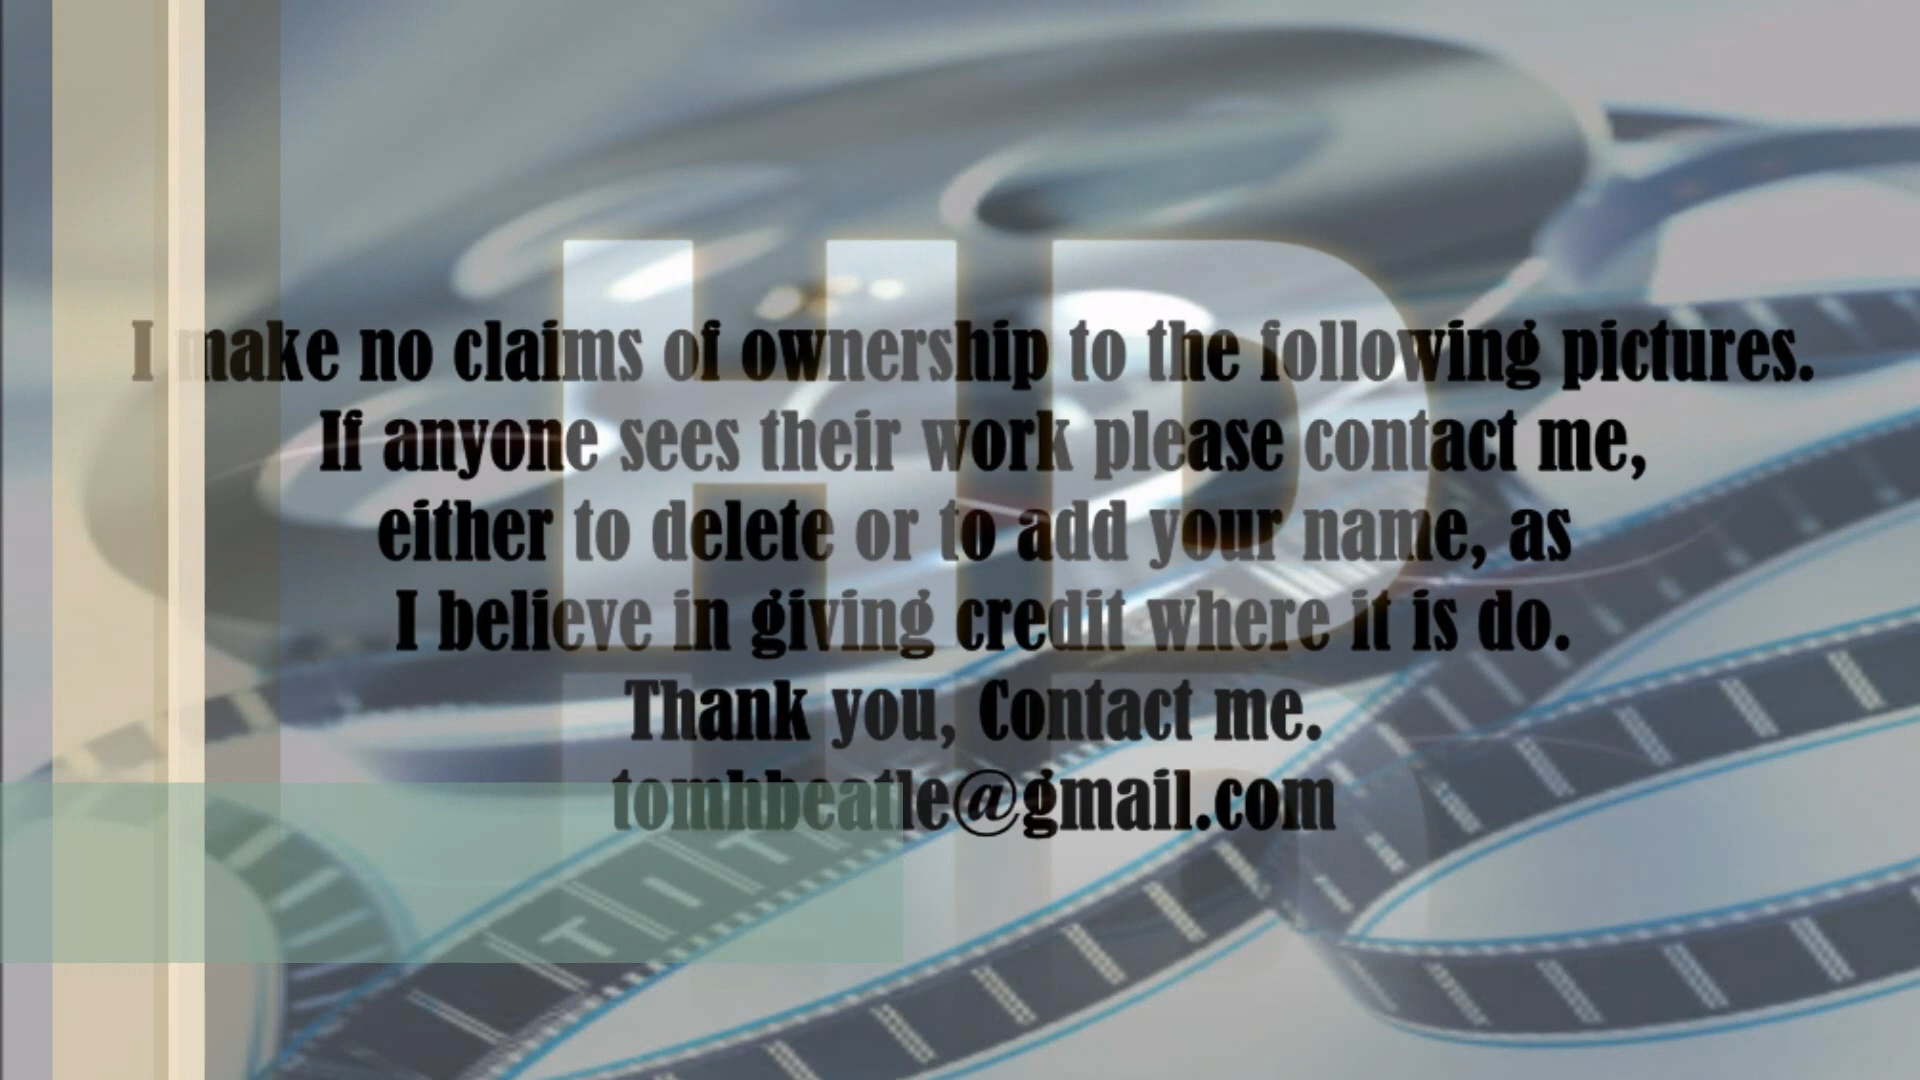 HD
I make no claims of ownership to the following pictures.
If anyone sees their work please contact me,
either to delete or to add your name, as
I believe in giving credit where it is do.
Thank you, Contact me.
tomhbeatle@gmail.com